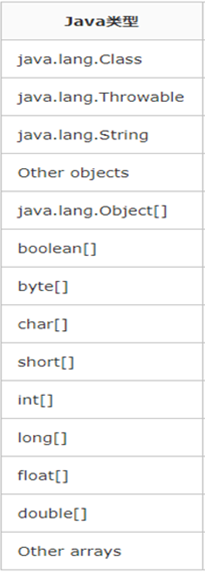 Java类型
java.lang.Class
java.lang.Throwable
java.lang.String
Other objects
java.lang.Object[]
boolean[]
byte[]
char[]
short[]
int[]
long[]
float[]
double[]
Other arrays